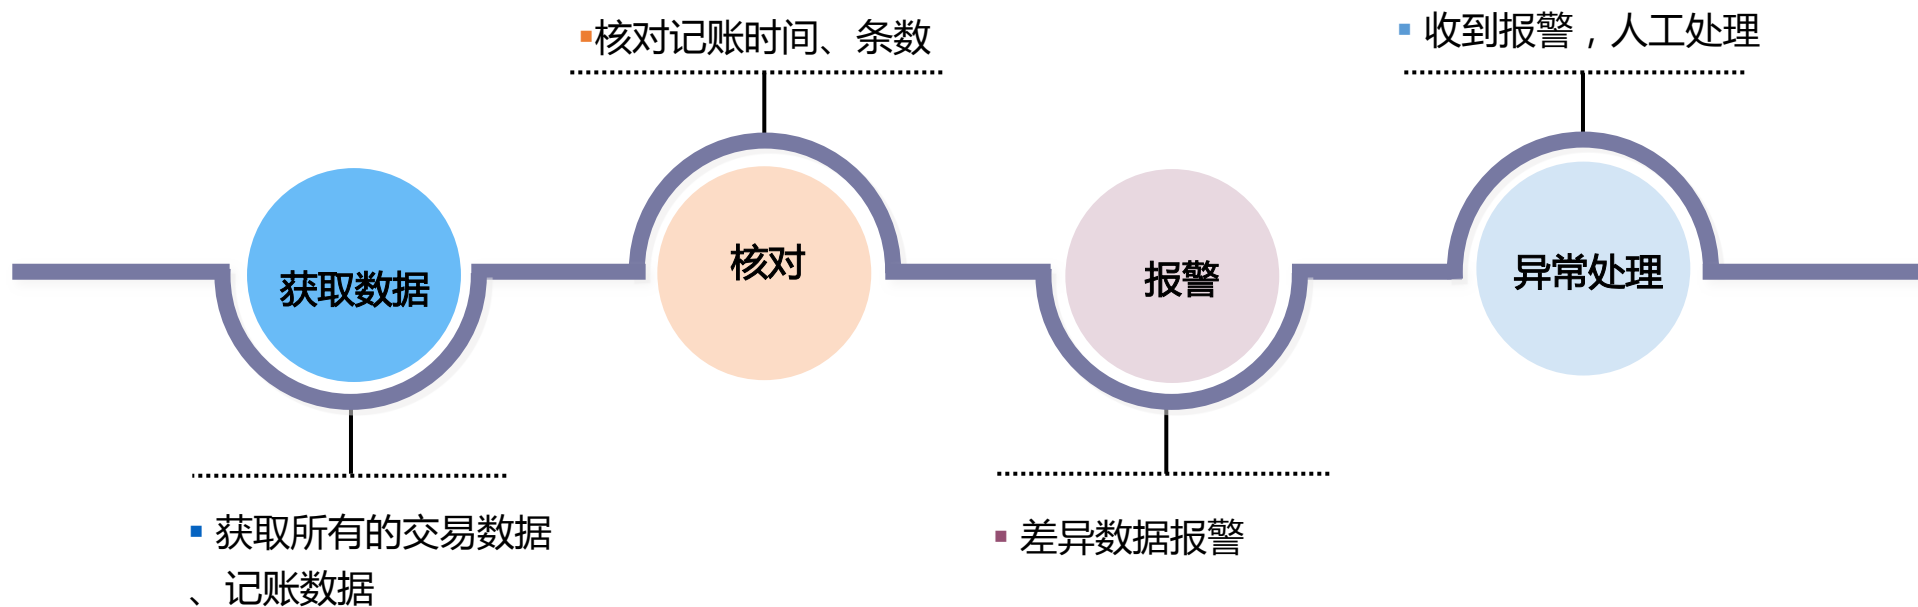 核对记账时间、条数
收到报警，人工处理
获取数据
核对
报警
异常处理
获取所有的交易数据
、记账数据
差异数据报警